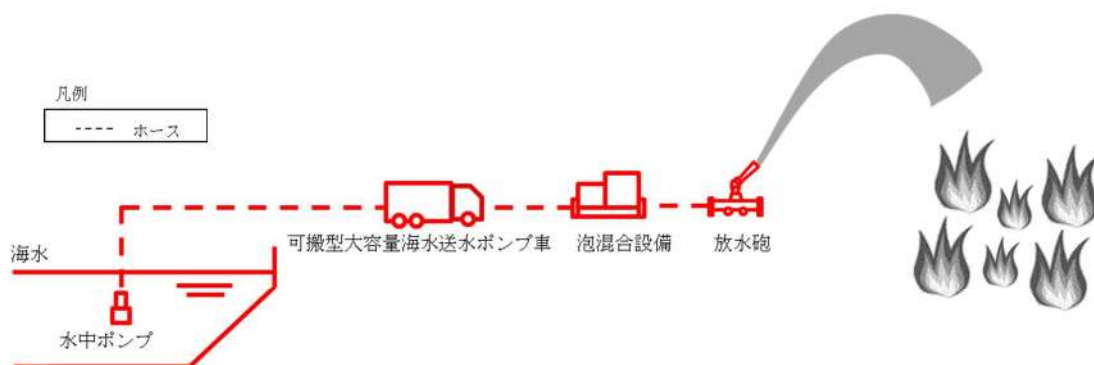 凡例
ホース
海水
可搬型大容量海水送水ポンプ車
泡混合設備
放水砲
水中ポンプ